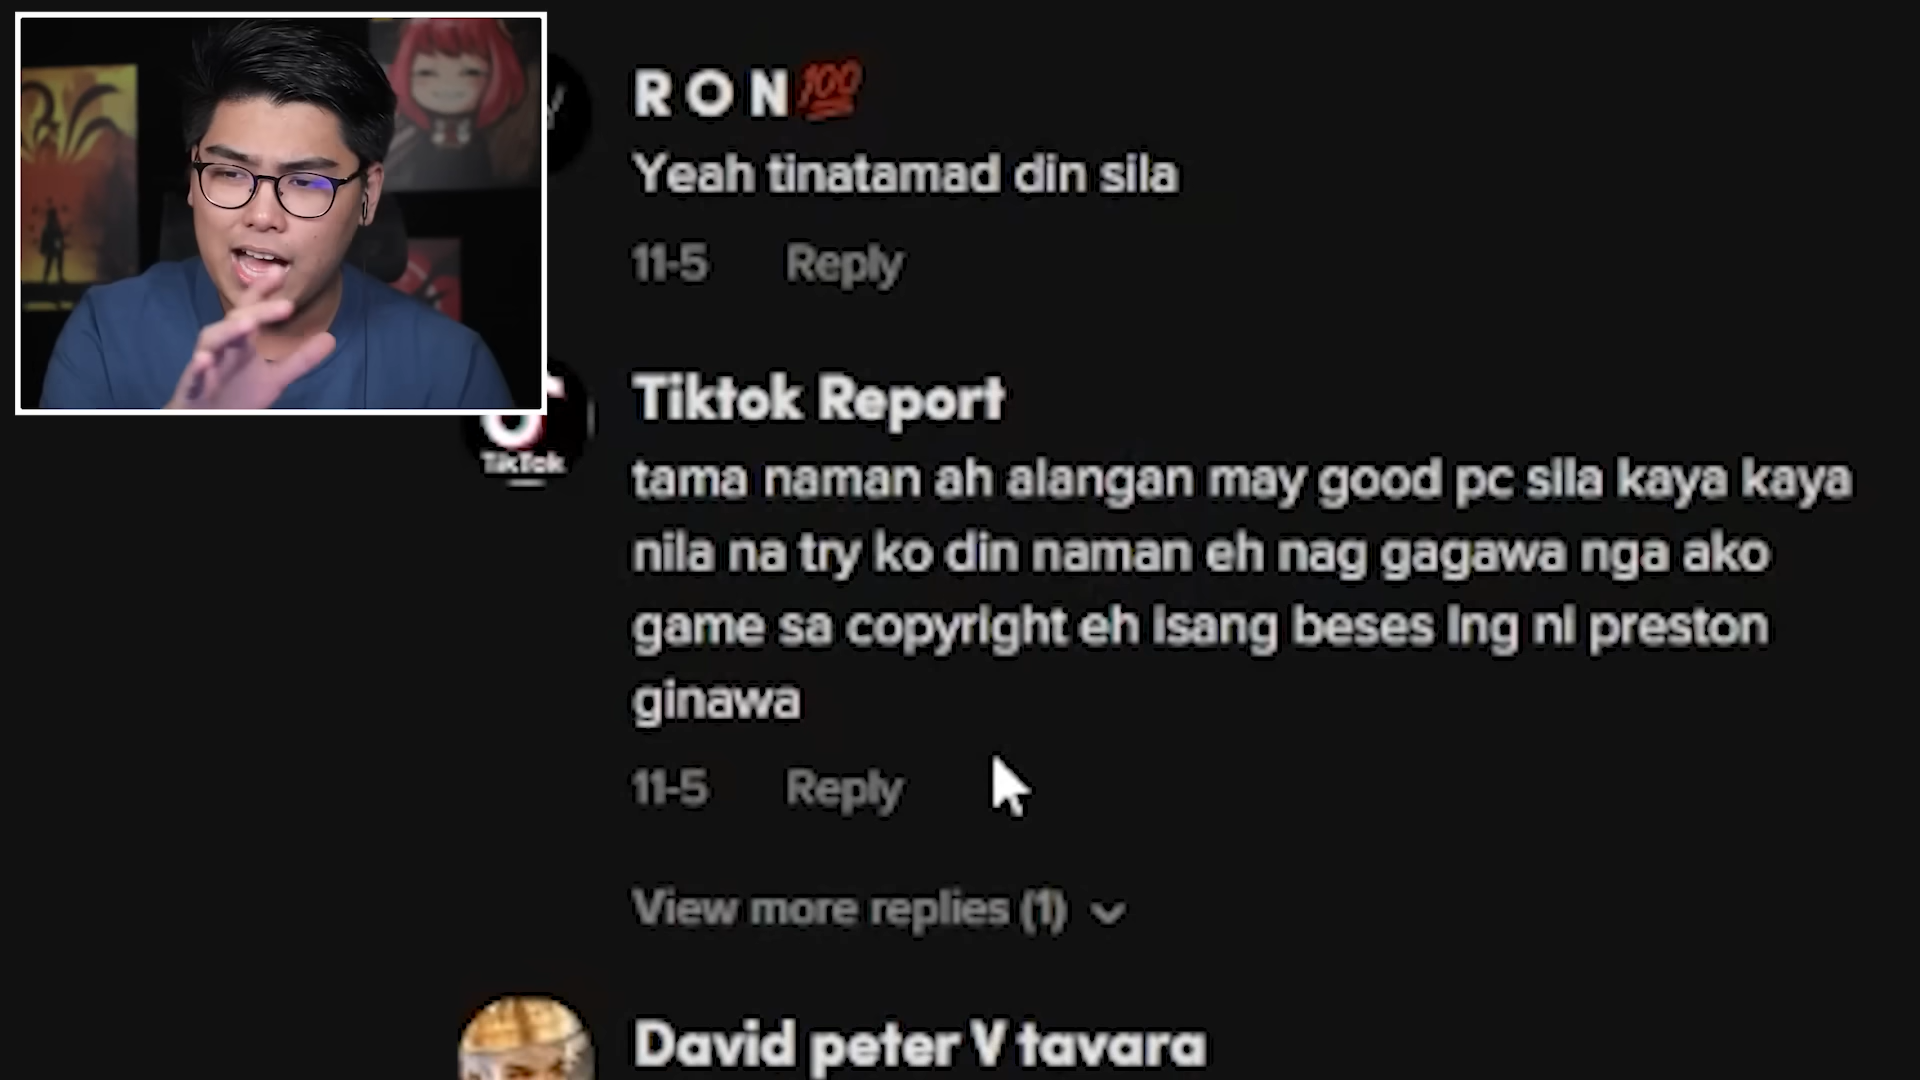 R O N💯
Yeah tinatamad din sila
11-5 Reply
Tiktok Report
TikTok
tama naman ah alangan may good pc sila kaya kaya
nila na try ko din naman eh nag gagawa nga ako
game sa copyright eh isang beses lng ni preston
ginawa
11-5 Reply
View more replies (1)
David peter V tavara